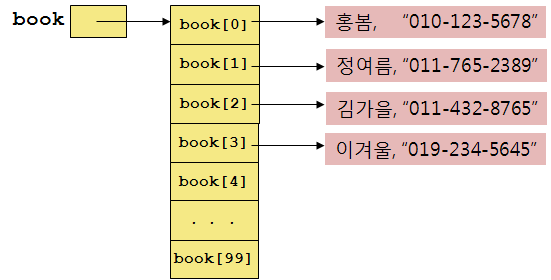 book
book[0] 홍봄, “010-123-5678”
book[1] 정여름, “011-765-2389”
book[2] 김가을, “011-432-8765”
book[3] 이겨울, “019-234-5645”
book[4]
. . .
book[99]